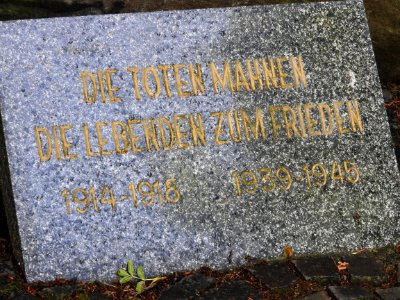 DIE TOTEN MAHNEN
DIE LEBENDEN ZUM FRIEDEN
1914-1918 1939-1945